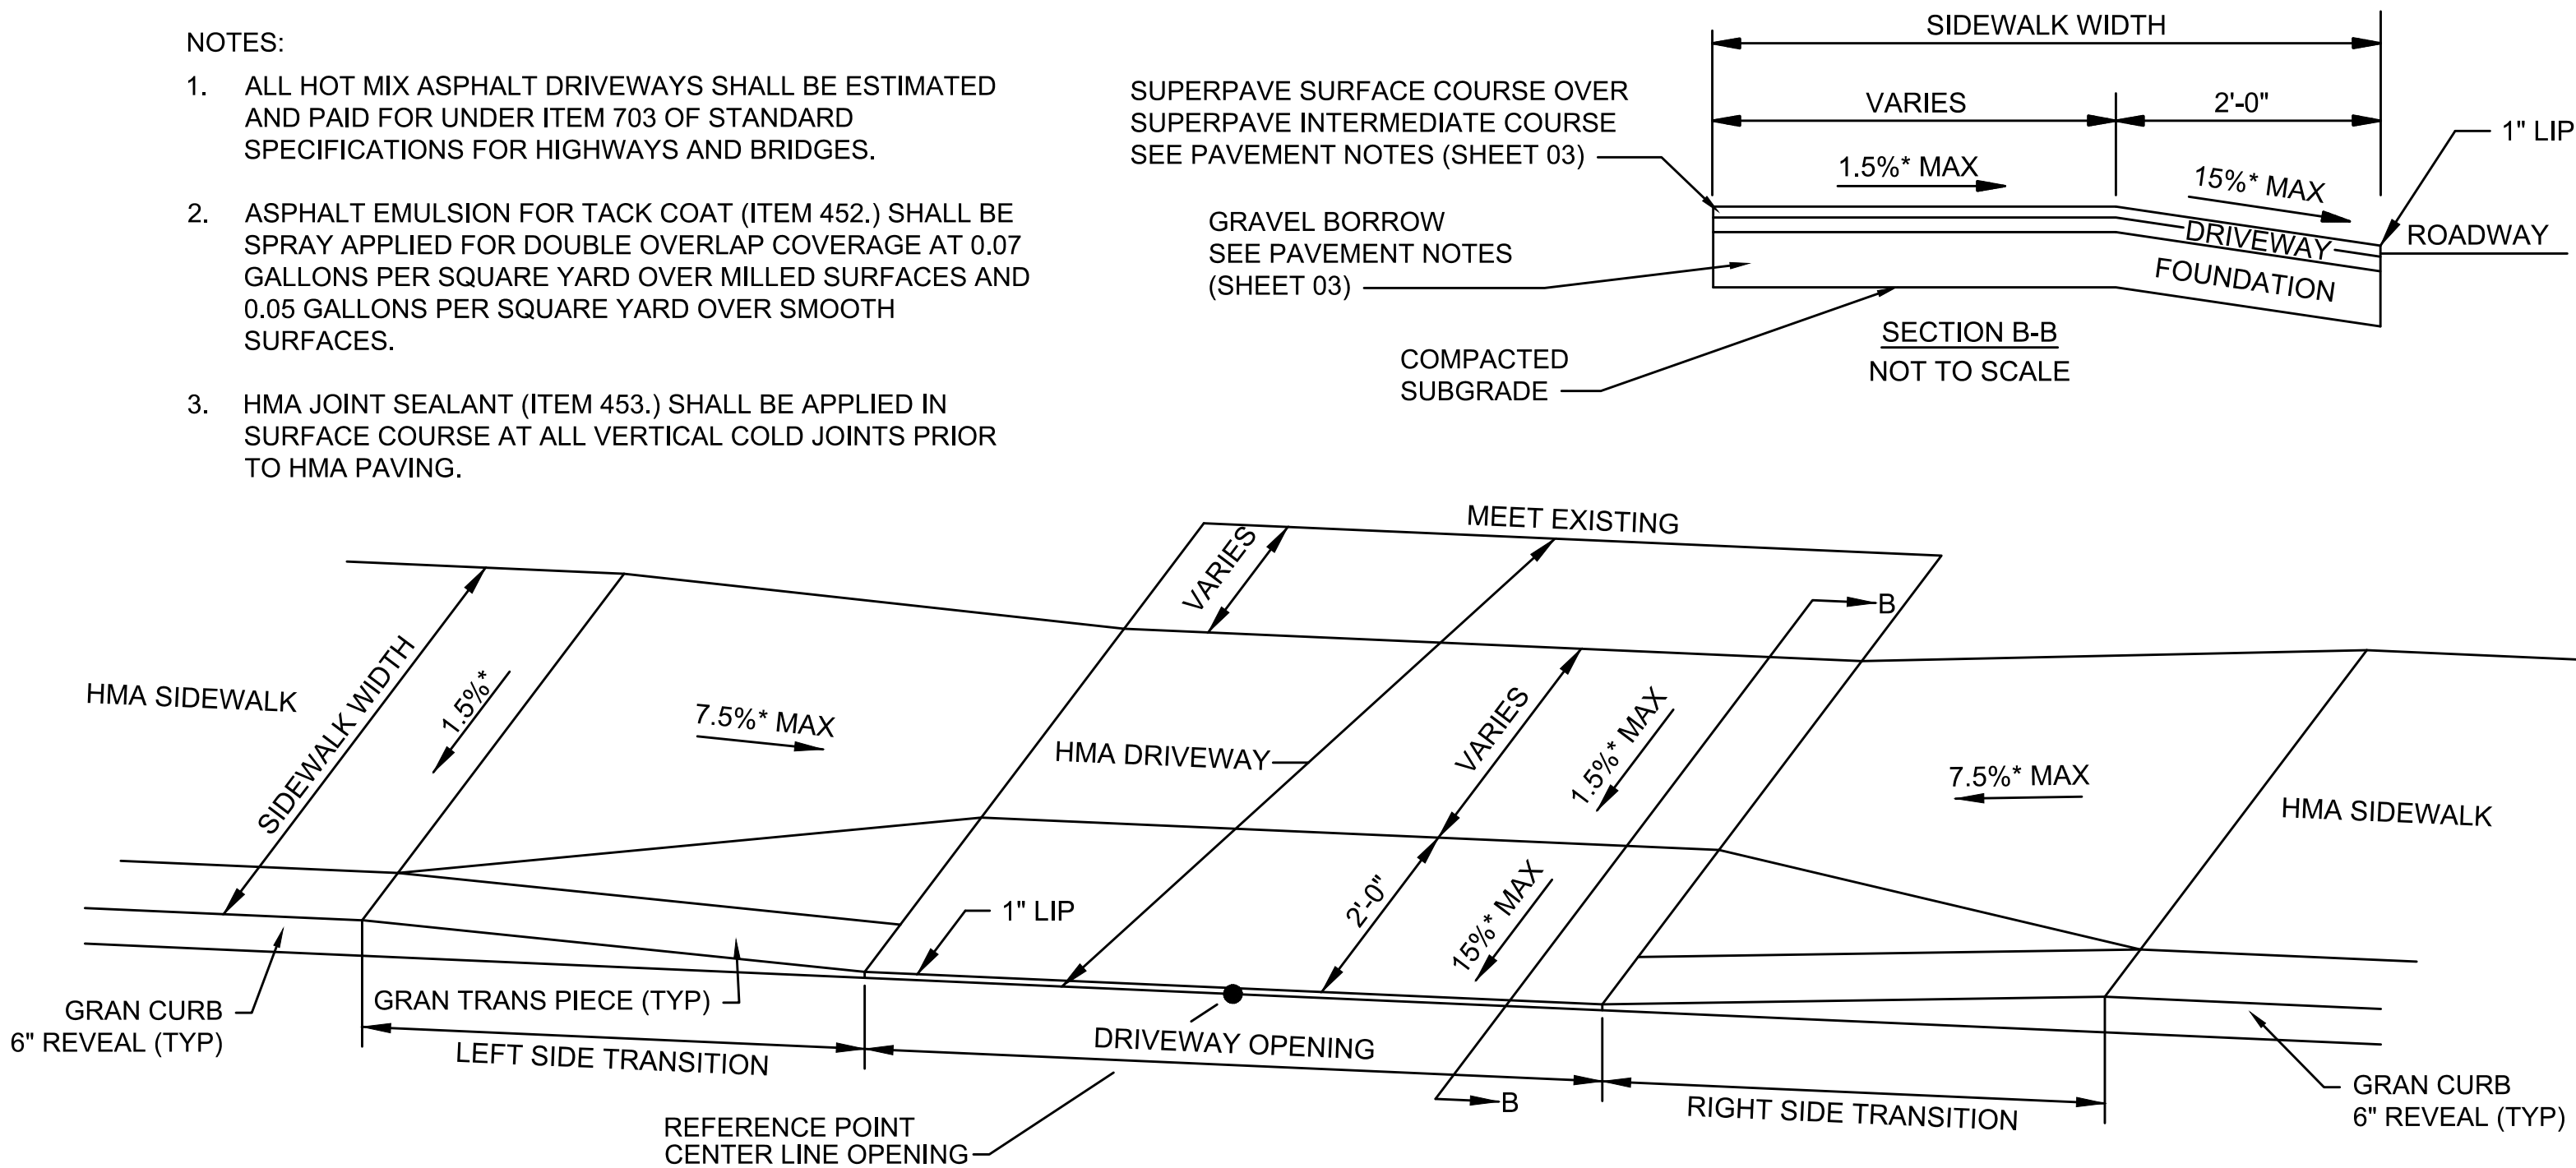 NOTES:
1. ALL HOT MIX ASPHALT DRIVEWAYS SHALL BE ESTIMATED
AND PAID FOR UNDER ITEM 703 OF STANDARD
SPECIFICATIONS FOR HIGHWAYS AND BRIDGES.
2. ASPHALT EMULSION FOR TACK COAT (ITEM 452.) SHALL BE
SPRAY APPLIED FOR DOUBLE OVERLAP COVERAGE AT 0.07
GALLONS PER SQUARE YARD OVER MILLED SURFACES AND
0.05 GALLONS PER SQUARE YARD OVER SMOOTH
SURFACES.
3. HMA JOINT SEALANT (ITEM 453.) SHALL BE APPLIED IN
SURFACE COURSE AT ALL VERTICAL COLD JOINTS PRIOR
TO HMA PAVING.
SIDEWALK WIDTH
VARIES
2'-0"
1" LIP
SUPERPAVE SURFACE COURSE OVER
SUPERPAVE INTERMEDIATE COURSE
SEE PAVEMENT NOTES (SHEET 03)
1.5%* MAX
15%* MAX
GRAVEL BORROW
SEE PAVEMENT NOTES
(SHEET 03)
DRIVEWAY
ROADWAY
FOUNDATION
COMPACTED
SUBGRADE
SECTION B-B
NOT TO SCALE
MEET EXISTING
VARIES
B
HMA SIDEWALK
SIDEWALK WIDTH
1.5%*
7.5%* MAX
HMA DRIVEWAY
VARIES
1.5%* MAX
7.5%* MAX
HMA SIDEWALK
1" LIP
2'-0"
15%* MAX
GRAN CURB
6" REVEAL (TYP)
GRAN TRANS PIECE (TYP)
LEFT SIDE TRANSITION
DRIVEWAY OPENING
B
RIGHT SIDE TRANSITION
GRAN CURB
6" REVEAL (TYP)
REFERENCE POINT
CENTER LINE OPENING